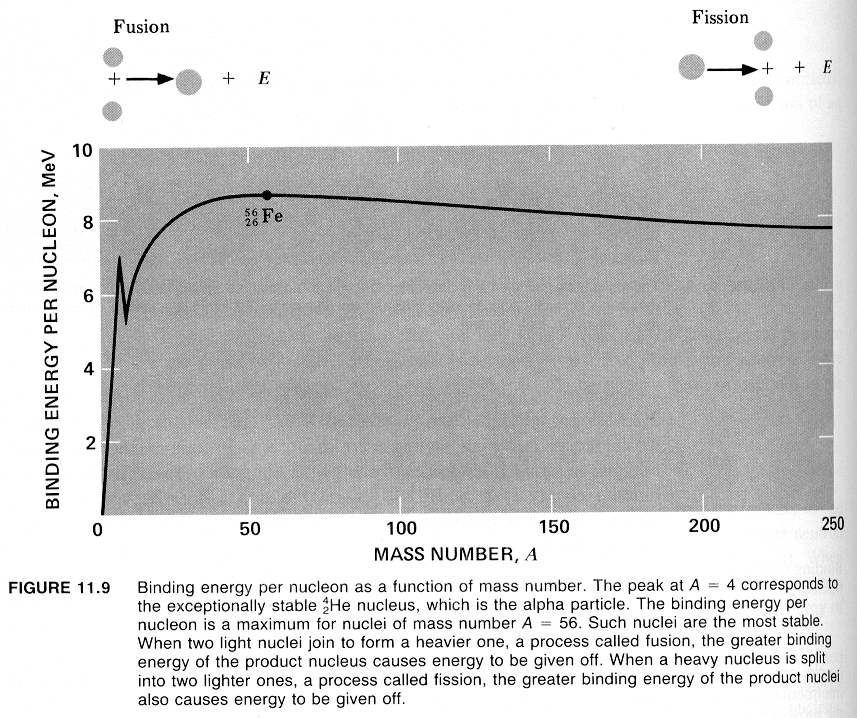 Fusion
Fission
+ + E
+ + E
BINDING ENERGY PER NUCLEON, MeV
10
8
6
4
2
56
26 Fe
0 50 100 150 200 250
MASS NUMBER, A
FIGURE 11.9 Binding energy per nucleon as a function of mass number. The peak at A = 4 corresponds to
the exceptionally stable ⁴₂He nucleus, which is the alpha particle. The binding energy per
nucleon is a maximum for nuclei of mass number A = 56. Such nuclei are the most stable.
When two light nuclei join to form a heavier one, a process called fusion, the greater binding
energy of the product nucleus causes energy to be given off. When a heavy nucleus is split
into two lighter ones, a process called fission, the greater binding energy of the product nuclei
also causes energy to be given off.